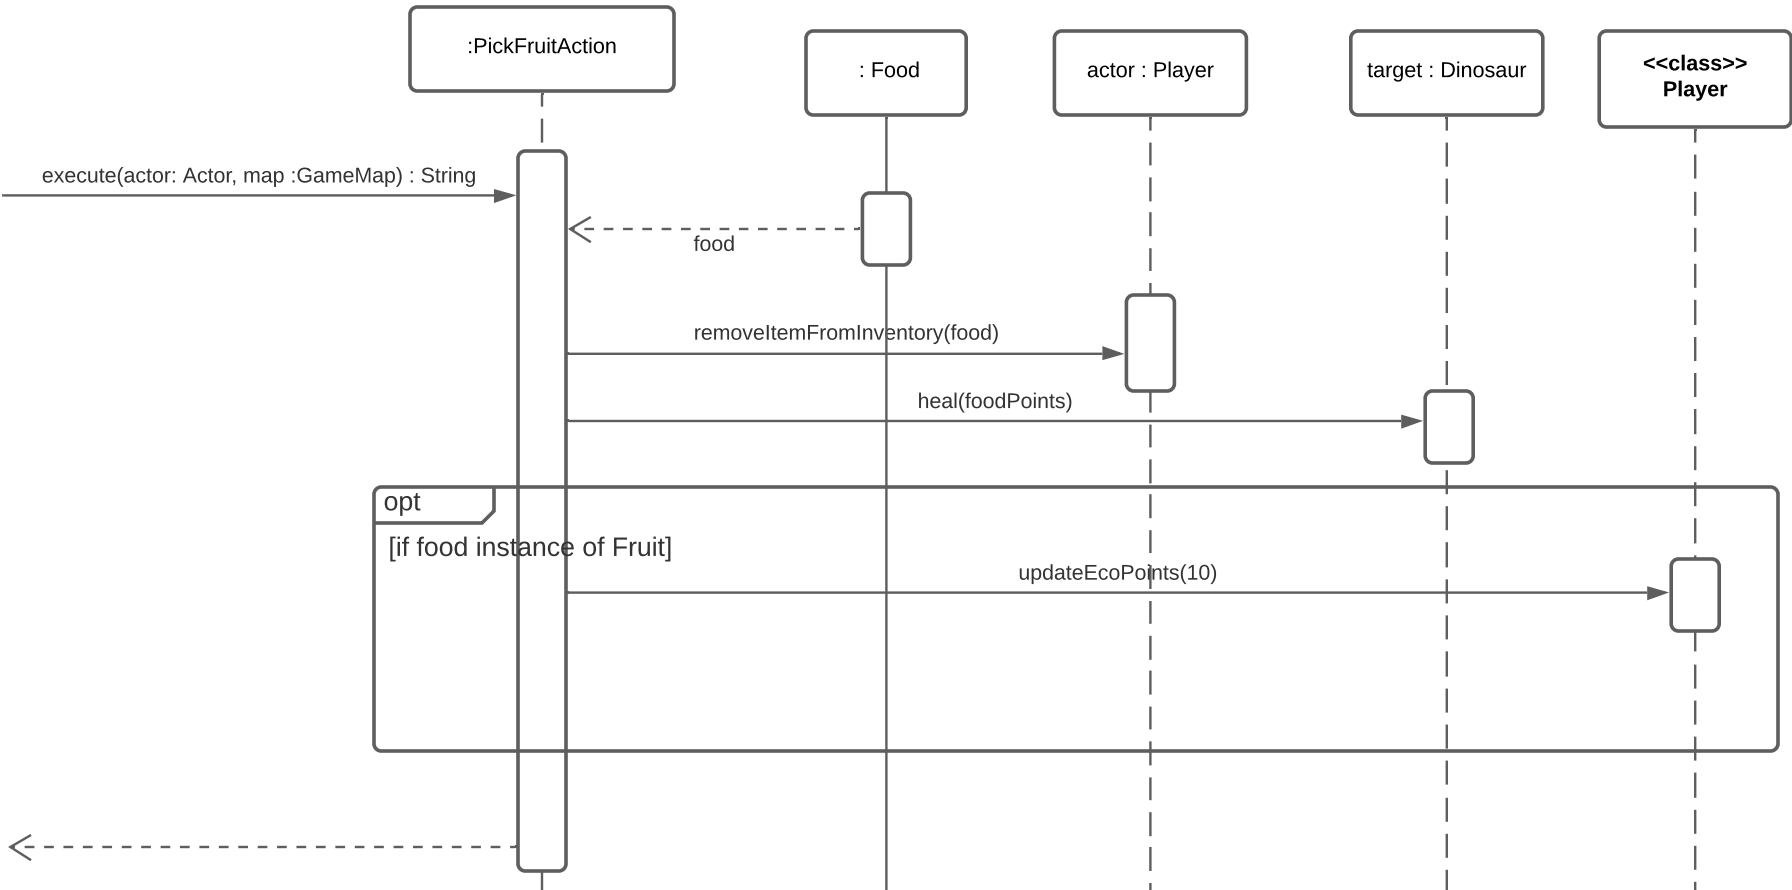 :PickFruitAction
: Food
actor : Player
target : Dinosaur
<<class>>
Player
execute(actor: Actor, map :GameMap) : String
food
removeItemFromInventory(food)
heal(foodPoints)
opt
[if food instance of Fruit]
updateEcoPoints(10)